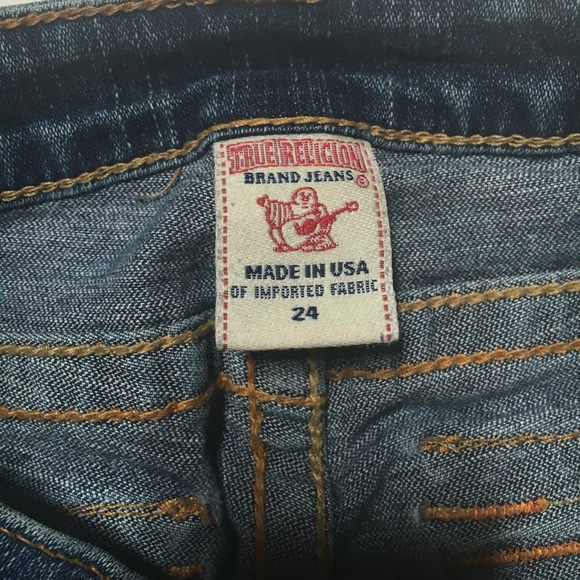 TRUE RELIGION
BRAND JEANS®
MADE IN USA
OF IMPORTED FABRIC
24